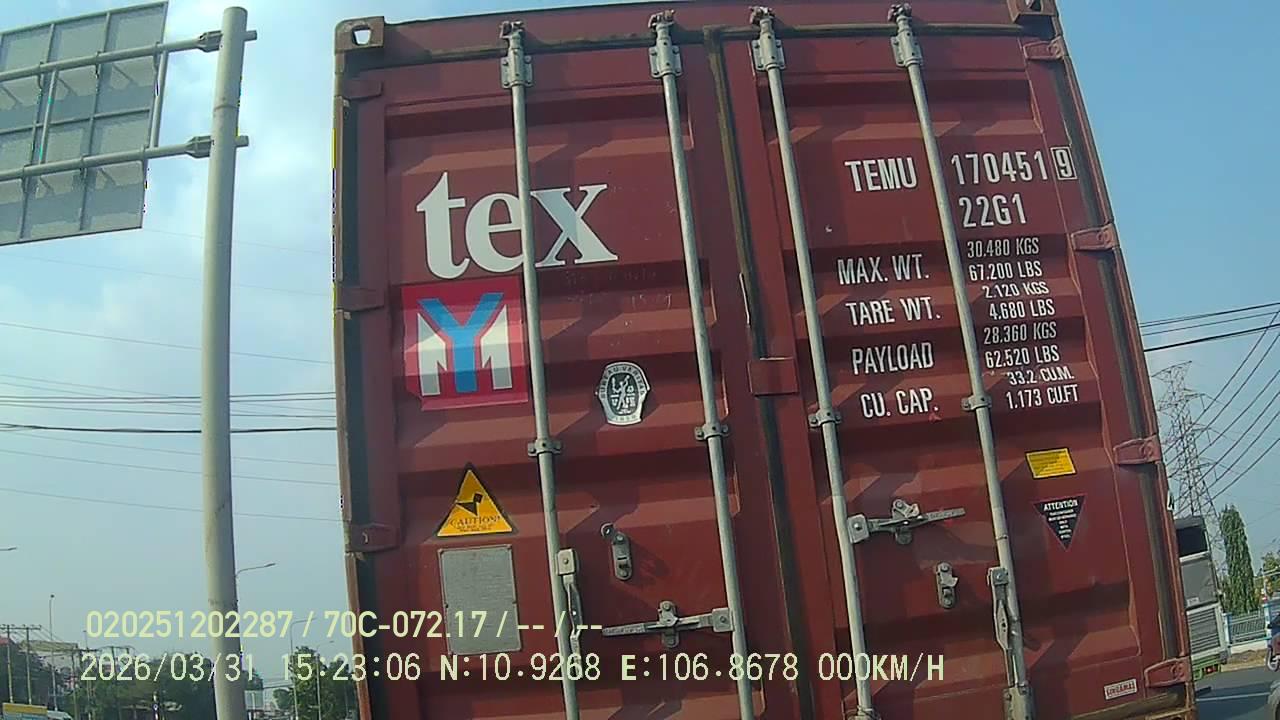 tex
YM
CAUTION!
TEMU 170451 9
22G1
MAX. WT. 30.480 KGS
67.200 LBS
TARE WT. 2.120 KGS
4.680 LBS
PAYLOAD 28.360 KGS
62.520 LBS
CU. CAP. 33.2 CU.M.
1.173 CU.FT
ATTENTION
020251202287 / 70C-072.17 / -- / --
2026/03/31 15:23:06 N:10.9268 E:106.8678 000KM/H